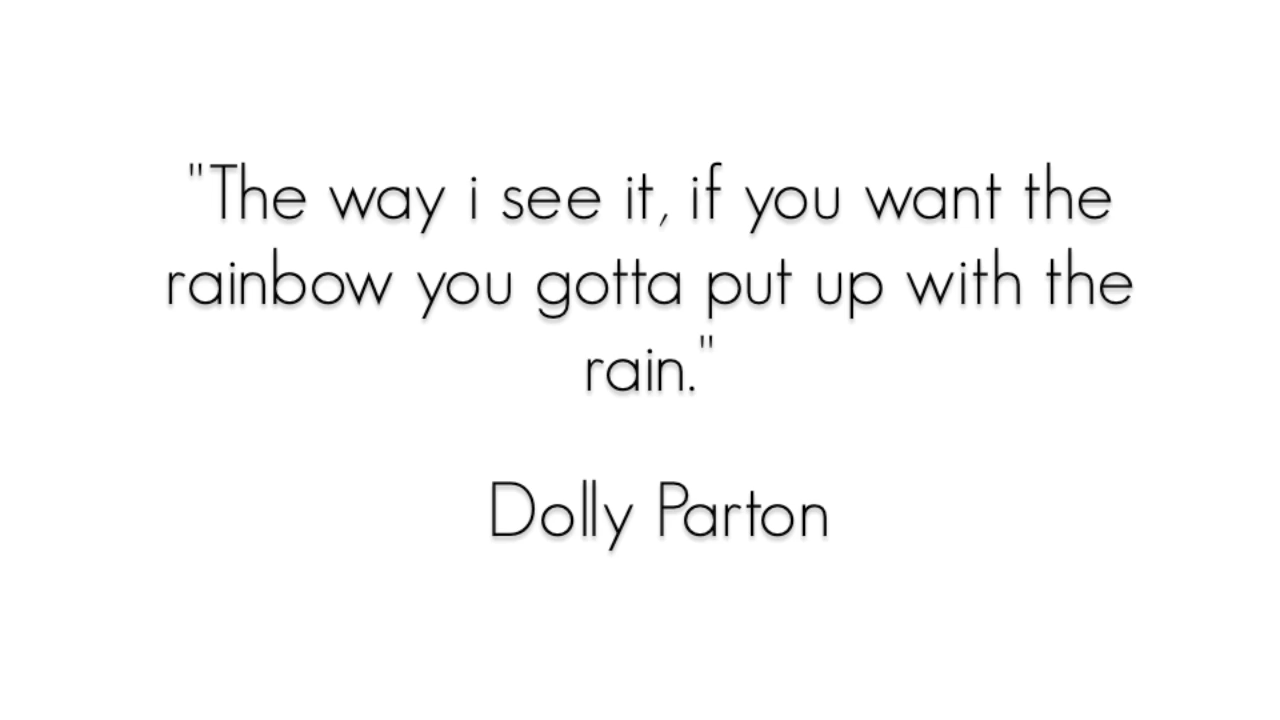 "The way i see it, if you want the
rainbow you gotta put up with the
rain."
Dolly Parton